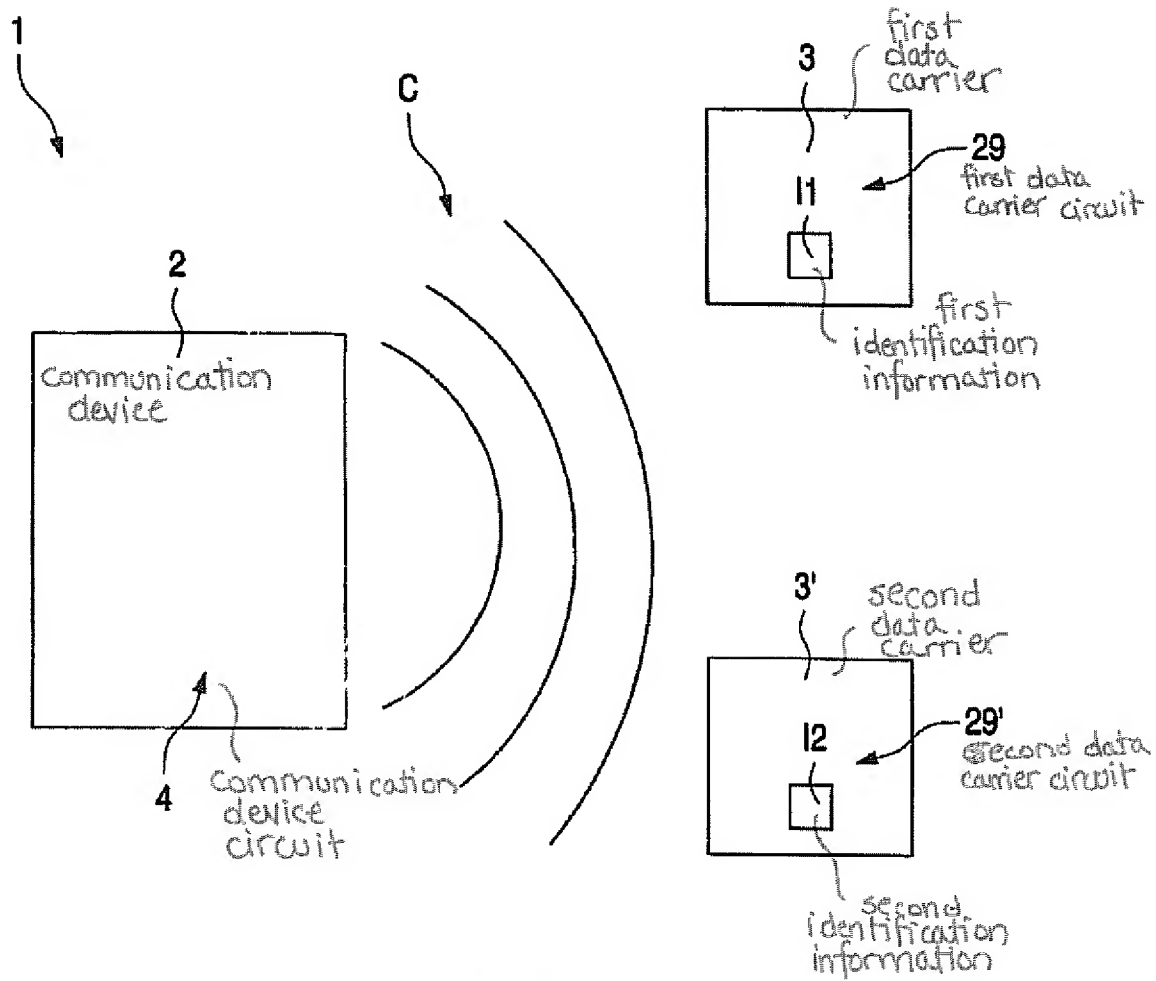 1
C
2
communication
device
4
communication
device
circuit
first
data
carrier
3
29
first data
carrier circuit
I1
first
identification
information
3'
second
data
carrier
29'
second data
carrier circuit
I2
second
identification
information